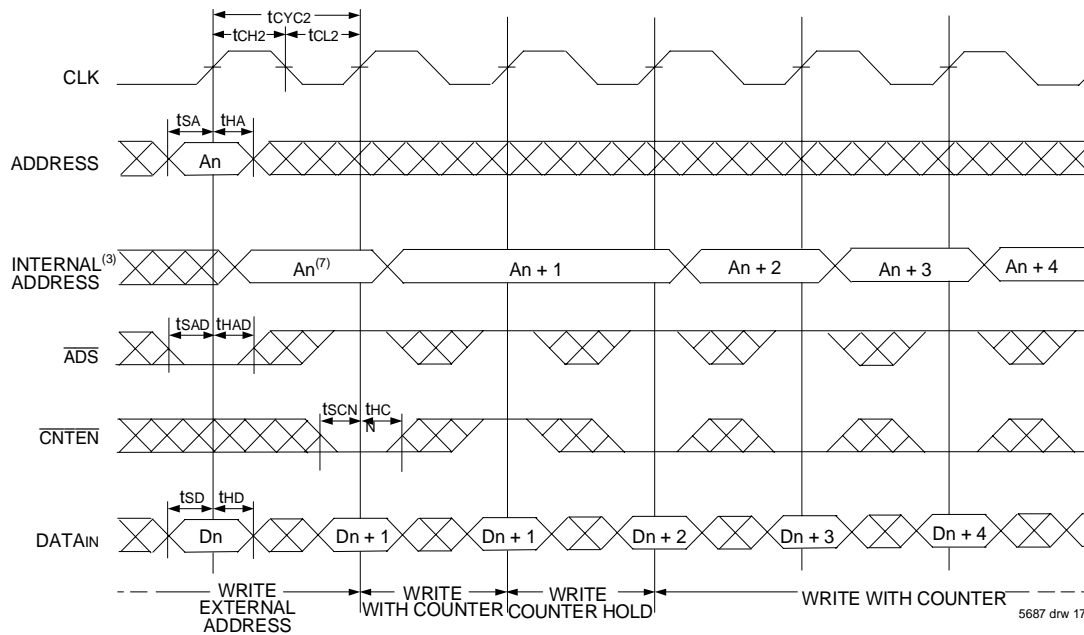 tCYC2
tCH2 tCL2
CLK
tSA tHA
ADDRESS An
INTERNAL(3)
ADDRESS
An(7) An + 1 An + 2 An + 3 An + 4
tSAD tHAD
ADS
tSCN tHC
N
CNTEN
tSD tHD
DATAIN Dn Dn + 1 Dn + 1 Dn + 2 Dn + 3 Dn + 4
WRITE
EXTERNAL
ADDRESS
WRITE
WITH COUNTER
WRITE
COUNTER HOLD
WRITE WITH COUNTER
5687 drw 17